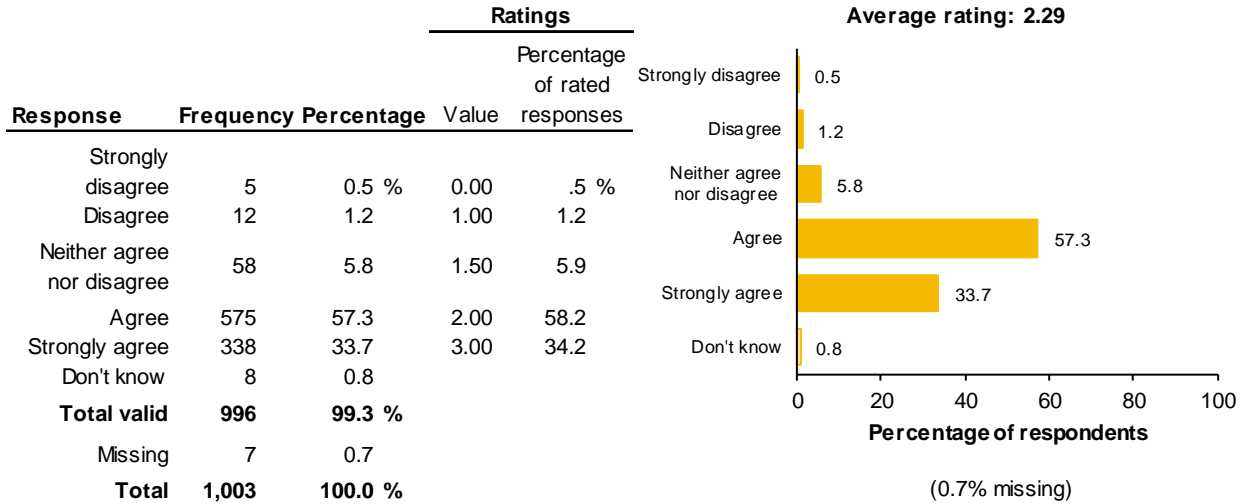 Ratings
Response Frequency Percentage Value Percentage of rated responses
Strongly disagree 5 0.5 % 0.00 .5 %
Disagree 12 1.2 1.00 1.2
Neither agree nor disagree 58 5.8 1.50 5.9
Agree 575 57.3 2.00 58.2
Strongly agree 338 33.7 3.00 34.2
Don't know 8 0.8
Total valid 996 99.3 %
Missing 7 0.7
Total 1,003 100.0 %
Average rating: 2.29
Strongly disagree 0.5
Disagree 1.2
Neither agree
nor disagree 5.8
Agree 57.3
Strongly agree 33.7
Don't know 0.8
0 20 40 60 80 100
Percentage of respondents
(0.7% missing)